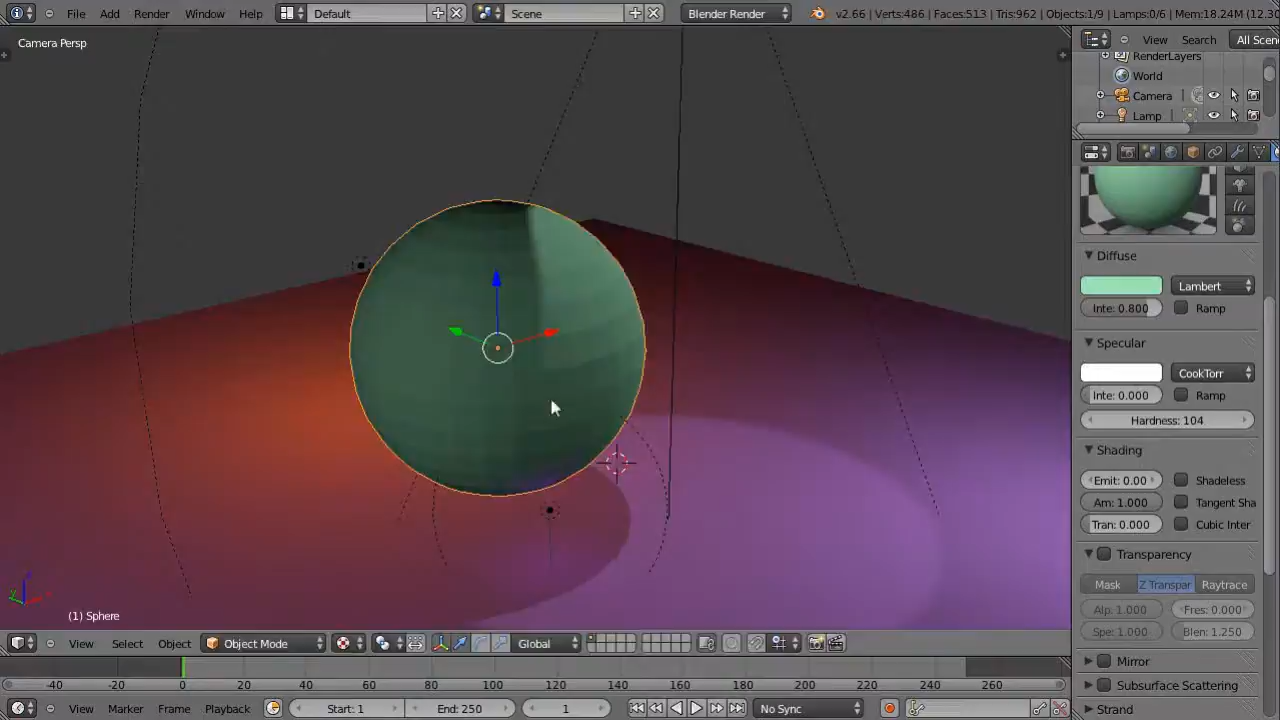 File Add Render Window Help Default Scene Blender Render v2.66 | Verts:486 | Faces:513 | Tris:962 | Objects:1/9 | Lamps:0/6 | Mem:18.24M (12.30
Camera Persp
View Search All Scen
RenderLayers
World
Camera
Lamp
Diffuse
Lambert
Inte: 0.800 Ramp
Specular
CookTorr
Inte: 0.000 Ramp
Hardness: 104
Shading
Emit: 0.00 Shadeless
Am: 1.000 Tangent Sha
Tran: 0.000 Cubic Inter
Transparency
Mask Z Transpar Raytrace
Alp: 1.000 Fres: 0.000
Spe: 1.000 Blen: 1.250
Mirror
Subsurface Scattering
Strand
(1) Sphere
View Select Object Object Mode Global
-40 -20 0 20 40 60 80 100 120 140 160 180 200 220 240 260
View Marker Frame Playback Start: 1 End: 250 1 No Sync